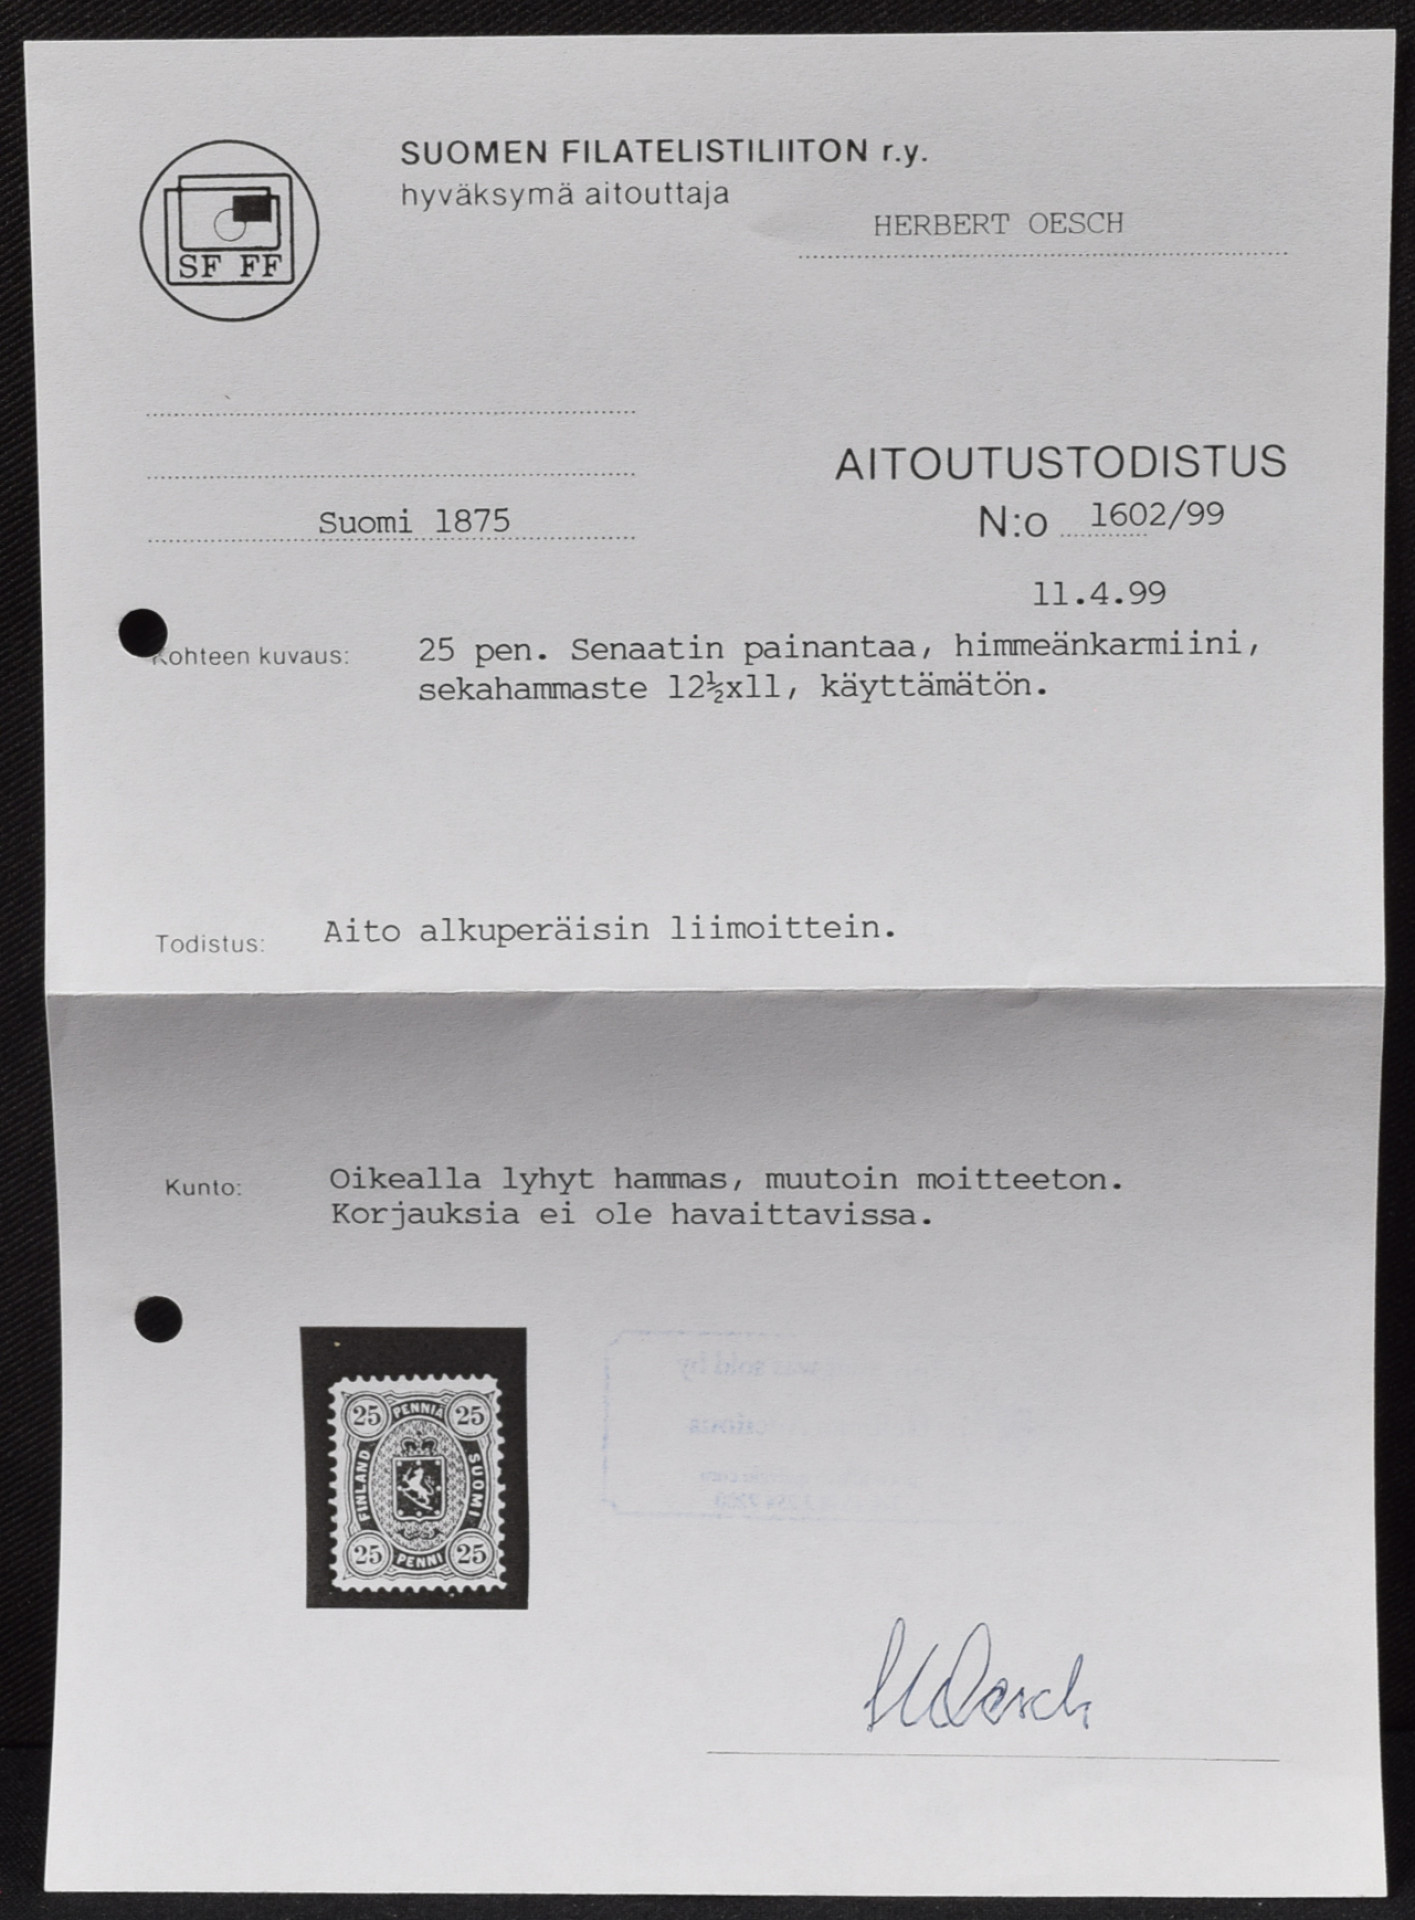 SUOMEN FILATELISTILIITON r.y.
hyväksymä aitouttaja
HERBERT OESCH
SF FF
AITOUTUSTODISTUS
Suomi 1875
N:o 1602/99
11.4.99
Kohteen kuvaus: 25 pen. Senaatin painantaa, himmeänkarmiini,
sekahammaste 12½x11, käyttämätön.
Todistus: Aito alkuperäisin liimoittein.
Kunto: Oikealla lyhyt hammas, muutoin moitteeton.
Korjauksia ei ole havaittavissa.
25 PENNIÄ 25
FINLAND SUOMI
25 PENNI 25
HOesch